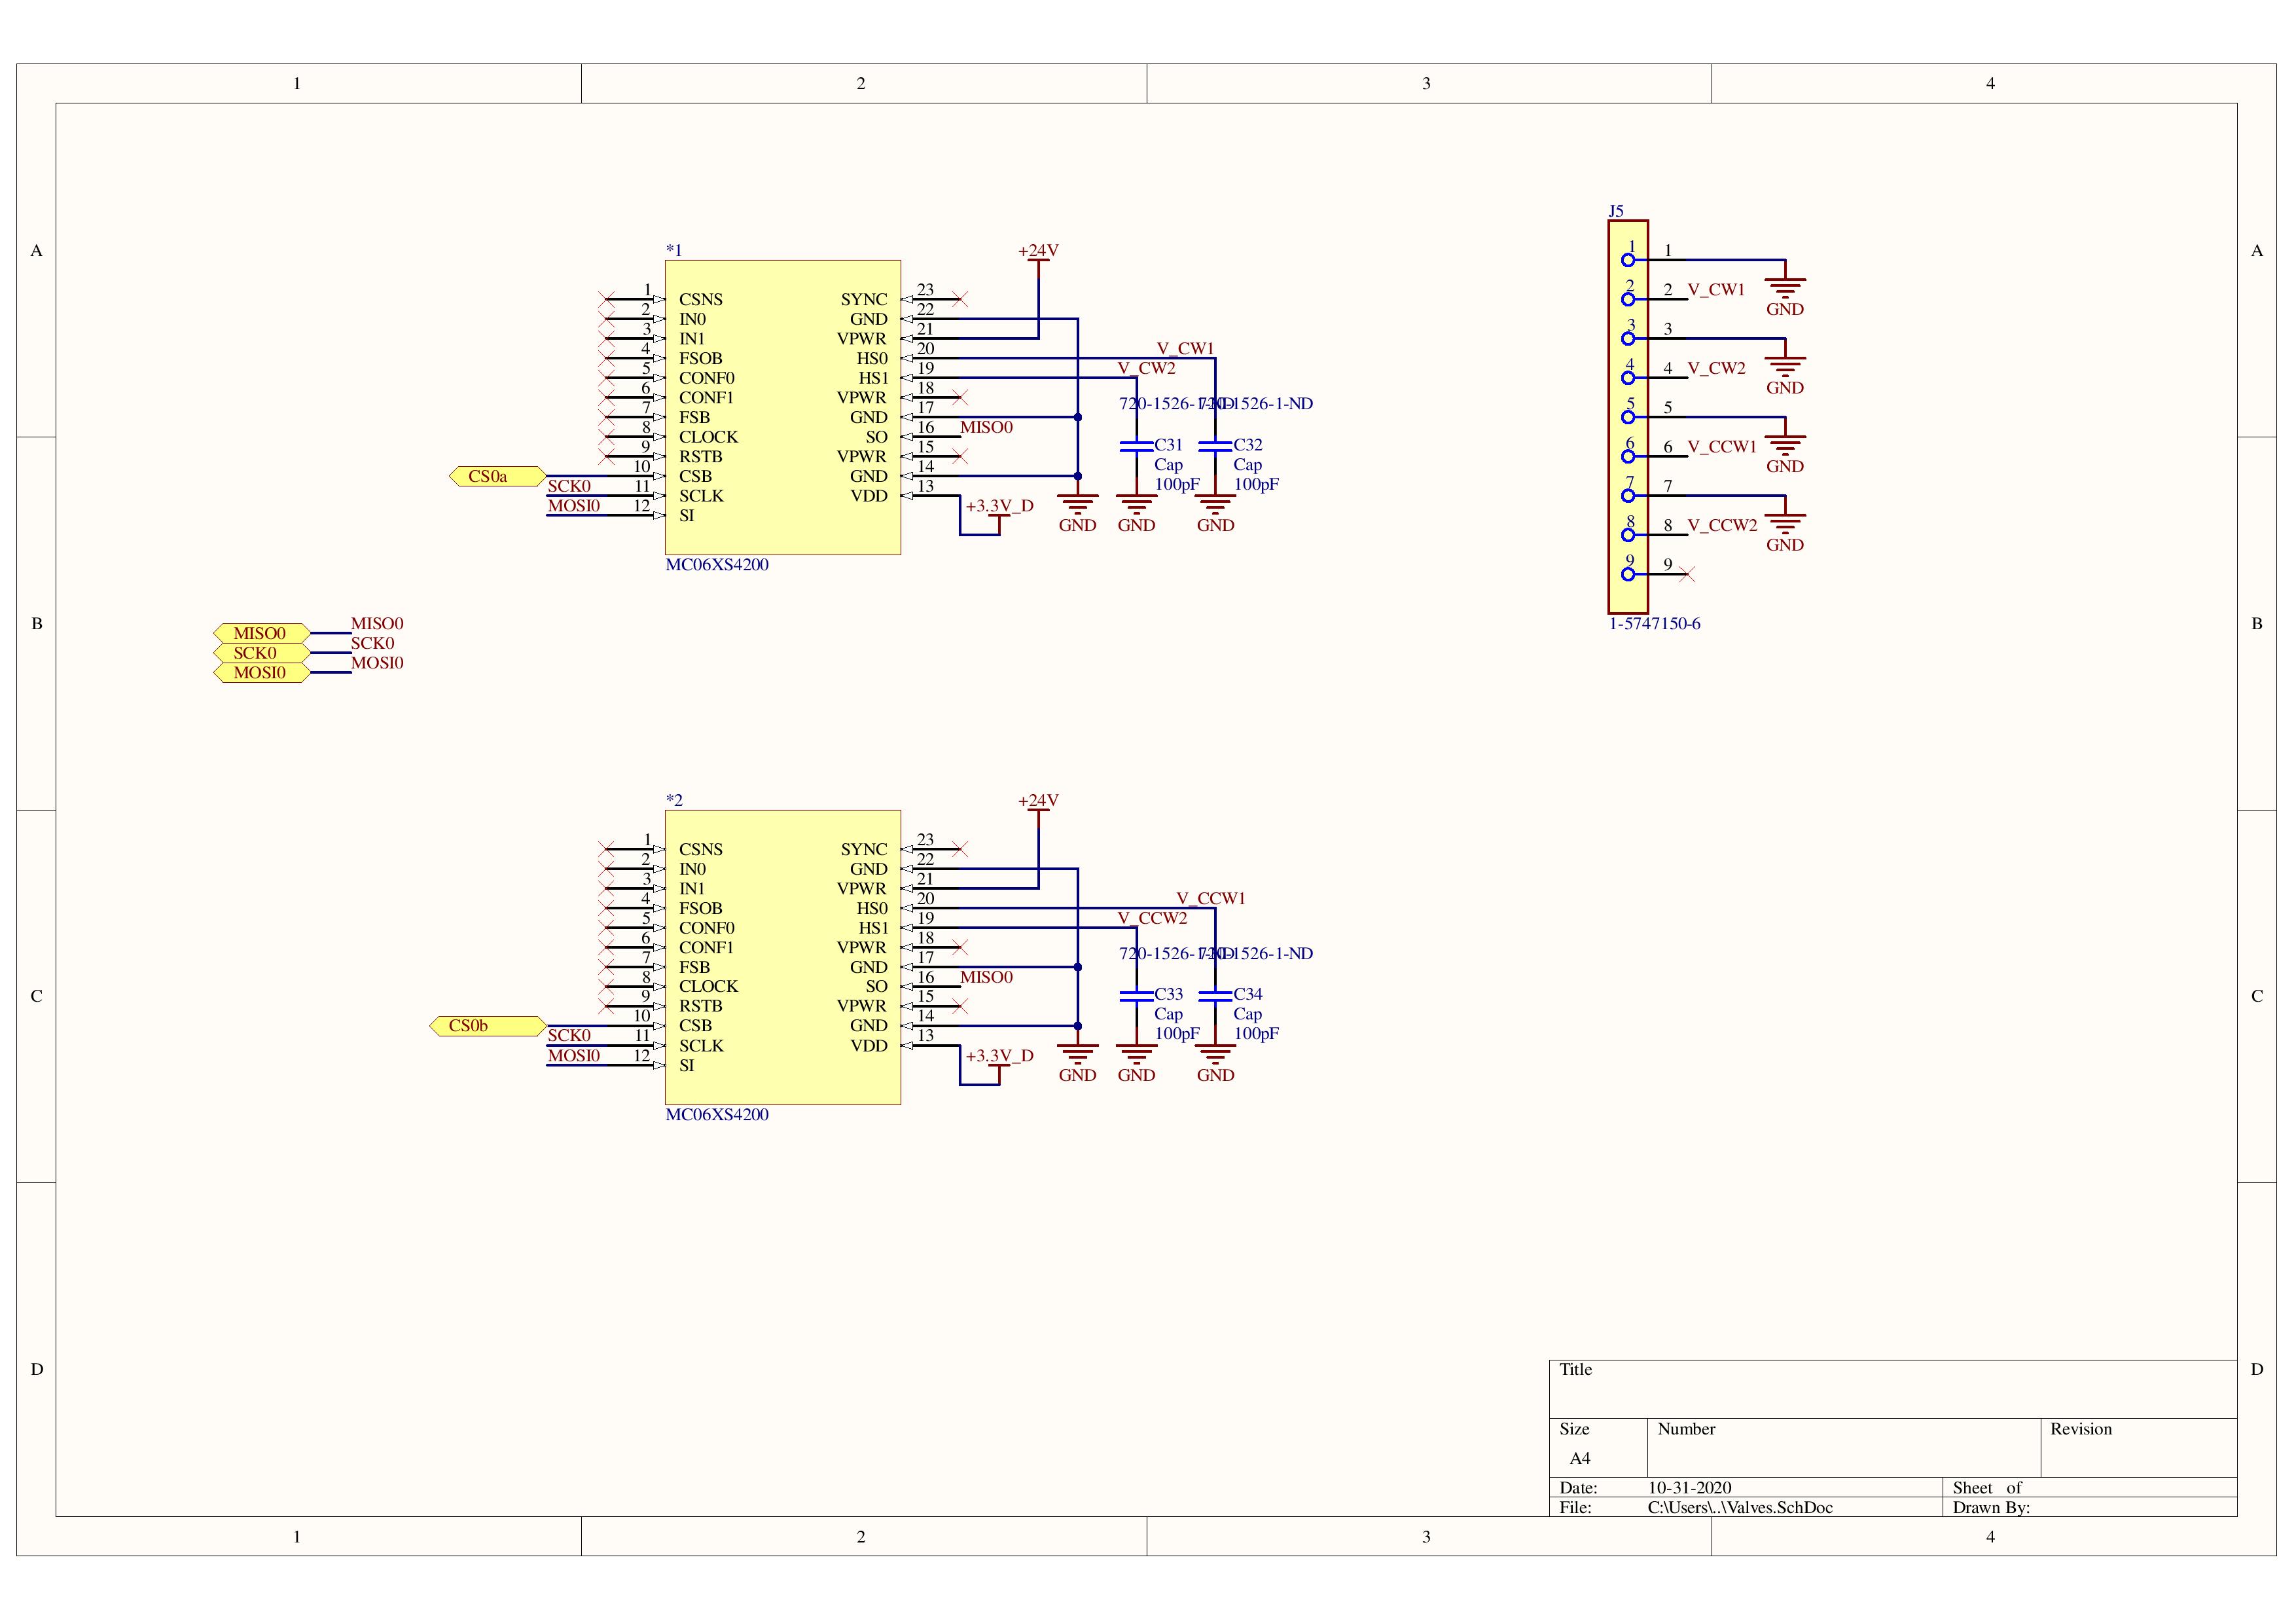 1 2 3 4
A A
B B
C C
D D
*1
1 CSNS SYNC 23
2 IN0 GND 22
3 IN1 VPWR 21
4 FSOB HS0 20
5 CONF0 HS1 19
6 CONF1 VPWR 18
7 FSB GND 17
8 CLOCK SO 16
9 RSTB VPWR 15
10 CSB GND 14
11 SCLK VDD 13
12 SI
MC06XS4200
CS0a
SCK0
MOSI0
+24V
V_CW1
V_CW2
720-1526-1-ND
720-1526-1-ND
MISO0
C31
Cap
100pF
C32
Cap
100pF
+3.3V_D
GND GND GND
J5
1 1
GND
2 2 V_CW1
3 3
GND
4 4 V_CW2
5 5
GND
6 6 V_CCW1
7 7
GND
8 8 V_CCW2
9 9
1-5747150-6
MISO0 MISO0
SCK0 SCK0
MOSI0 MOSI0
*2
1 CSNS SYNC 23
2 IN0 GND 22
3 IN1 VPWR 21
4 FSOB HS0 20
5 CONF0 HS1 19
6 CONF1 VPWR 18
7 FSB GND 17
8 CLOCK SO 16
9 RSTB VPWR 15
10 CSB GND 14
11 SCLK VDD 13
12 SI
MC06XS4200
CS0b
SCK0
MOSI0
+24V
V_CCW1
V_CCW2
720-1526-1-ND
720-1526-1-ND
MISO0
C33
Cap
100pF
C34
Cap
100pF
+3.3V_D
GND GND GND
Title
Size Number Revision
A4
Date: 10-31-2020 Sheet of
File: C:\Users\..\Valves.SchDoc Drawn By:
1 2 3 4